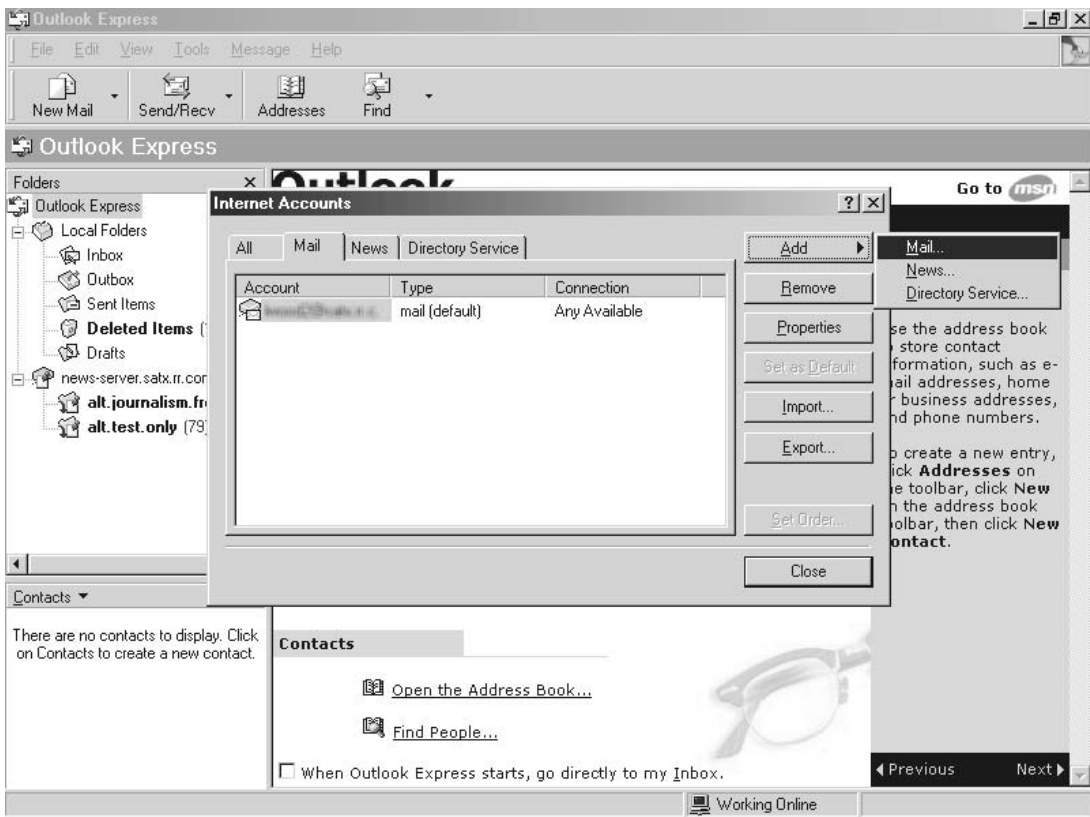 Outlook Express
File Edit View Tools Message Help
New Mail Send/Recv Addresses Find
Outlook Express
Folders
Outlook Express
Local Folders
Inbox
Outbox
Sent Items
Deleted Items
Drafts
news-server.satx.rr.cor
alt.journalism.fr
alt.test.only (79)
Contacts
There are no contacts to display. Click
on Contacts to create a new contact.
Outlook
Go to msn
Internet Accounts
All Mail News Directory Service
Account Type Connection
mail (default) Any Available
Add
Remove
Properties
Set as Default
Import...
Export...
Set Order...
Close
Mail...
News...
Directory Service...
se the address book
store contact
formation, such as e-
ail addresses, home
r business addresses,
nd phone numbers.
o create a new entry,
ick Addresses on
e toolbar, click New
n the address book
olbar, then click New
ontact.
Contacts
Open the Address Book...
Find People...
When Outlook Express starts, go directly to my Inbox.
Previous Next
Working Online